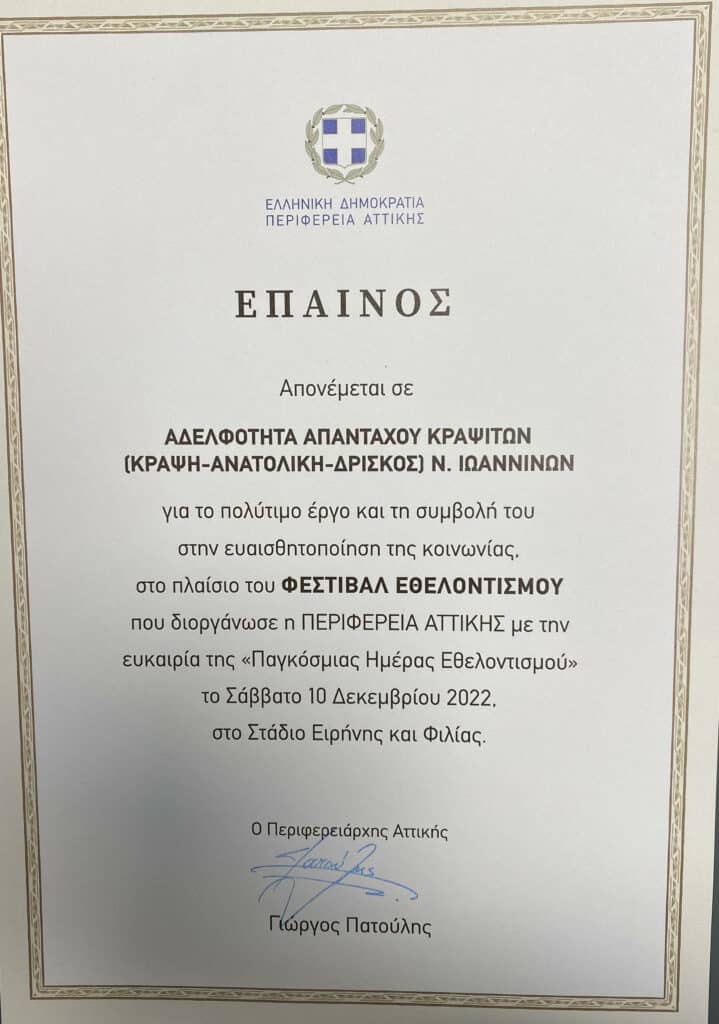 ΕΛΛΗΝΙΚΗ ΔΗΜΟΚΡΑΤΙΑ
ΠΕΡΙΦΕΡΕΙΑ ΑΤΤΙΚΗΣ
ΕΠΑΙΝΟΣ
Απονέμεται σε
ΑΔΕΛΦΟΤΗΤΑ ΑΠΑΝΤΑΧΟΥ ΚΡΑΨΙΤΩΝ
(ΚΡΑΨΗ-ΑΝΑΤΟΛΙΚΗ-ΔΡΙΣΚΟΣ) Ν. ΙΩΑΝΝΙΝΩΝ
για το πολύτιμο έργο και τη συμβολή του
στην ευαισθητοποίηση της κοινωνίας,
στο πλαίσιο του ΦΕΣΤΙΒΑΛ ΕΘΕΛΟΝΤΙΣΜΟΥ
που διοργάνωσε η ΠΕΡΙΦΕΡΕΙΑ ΑΤΤΙΚΗΣ με την
ευκαιρία της «Παγκόσμιας Ημέρας Εθελοντισμού»
το Σάββατο 10 Δεκεμβρίου 2022,
στο Στάδιο Ειρήνης και Φιλίας.
Ο Περιφερειάρχης Αττικής
Πατούλης
Γιώργος Πατούλης